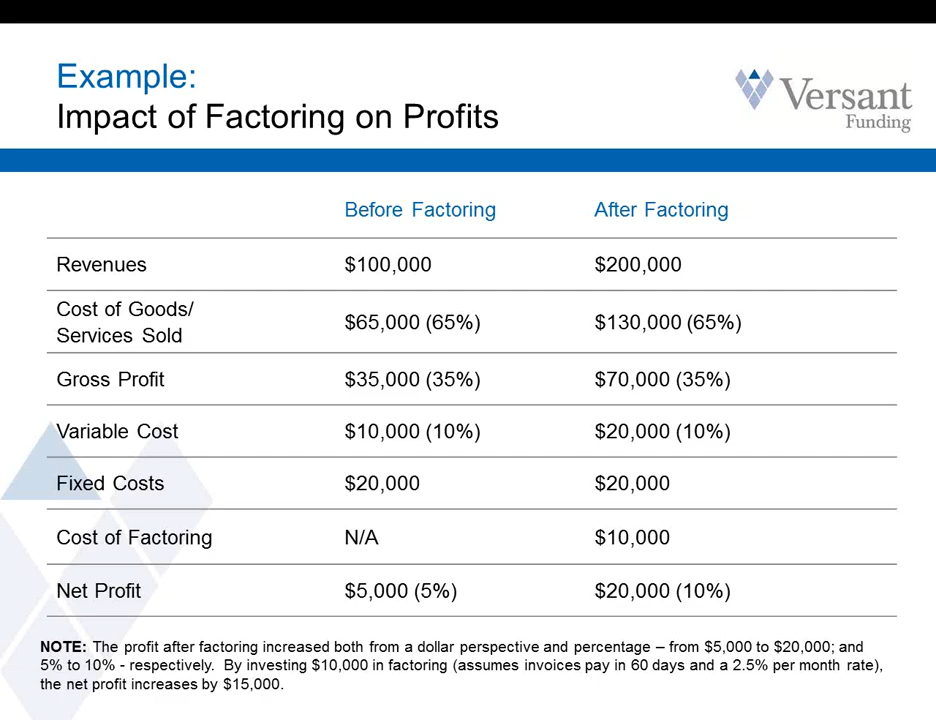 Example:
Impact of Factoring on Profits
Versant
Funding
Before Factoring After Factoring
Revenues $100,000 $200,000
Cost of Goods/
Services Sold $65,000 (65%) $130,000 (65%)
Gross Profit $35,000 (35%) $70,000 (35%)
Variable Cost $10,000 (10%) $20,000 (10%)
Fixed Costs $20,000 $20,000
Cost of Factoring N/A $10,000
Net Profit $5,000 (5%) $20,000 (10%)
NOTE: The profit after factoring increased both from a dollar perspective and percentage – from $5,000 to $20,000; and
5% to 10% - respectively. By investing $10,000 in factoring (assumes invoices pay in 60 days and a 2.5% per month rate),
the net profit increases by $15,000.